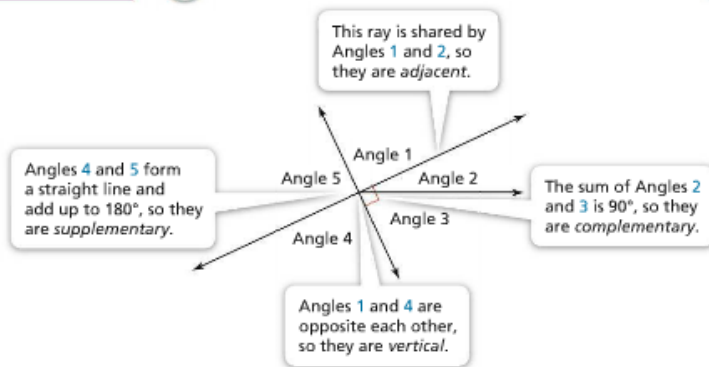 This ray is shared by
Angles 1 and 2, so
they are adjacent.
Angle 1
Angles 4 and 5 form
a straight line and
add up to 180°, so they
are supplementary.
Angle 5
Angle 2
The sum of Angles 2
and 3 is 90°, so they
are complementary.
Angle 3
Angle 4
Angles 1 and 4 are
opposite each other,
so they are vertical.